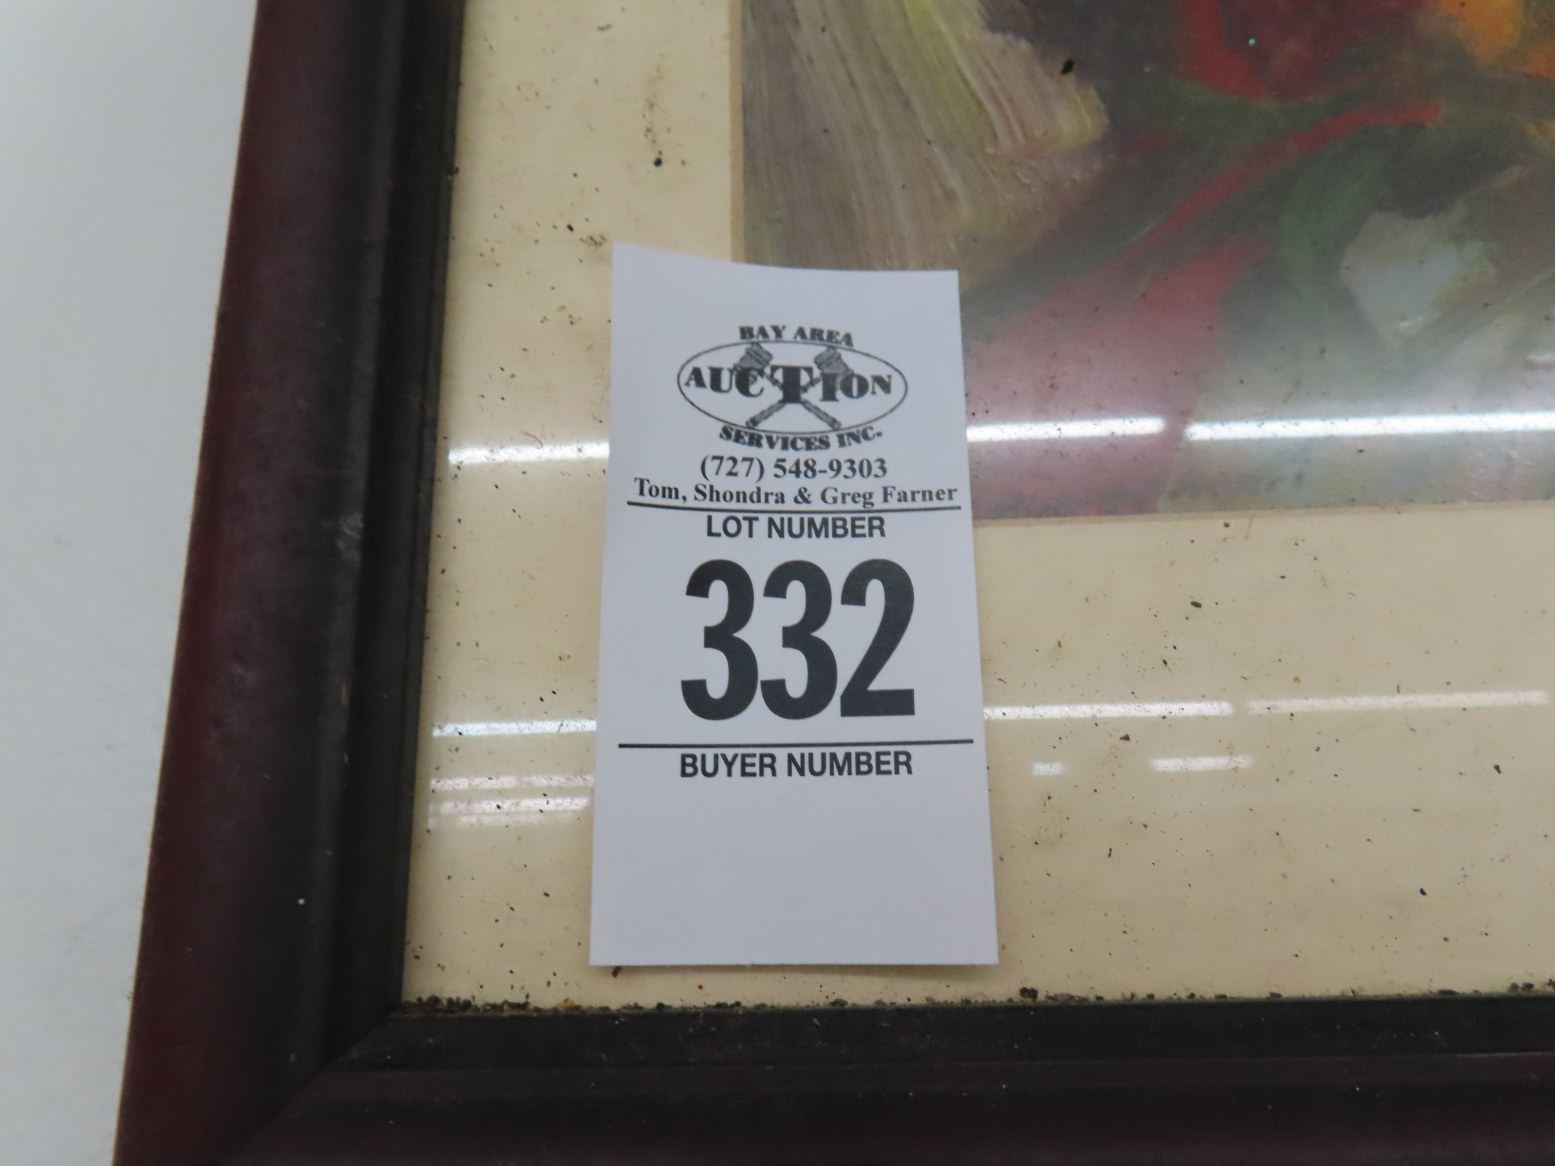 BAY AREA
AUCTION
SERVICES INC.
(727) 548-9303
Tom, Shondra & Greg Farner
LOT NUMBER
332
BUYER NUMBER